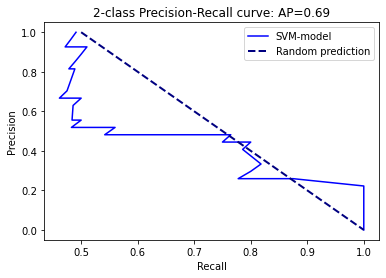 2-class Precision-Recall curve: AP=0.69
SVM-model
Random prediction
Precision
1.0
0.8
0.6
0.4
0.2
0.0
0.5
0.6
0.7
0.8
0.9
1.0
Recall